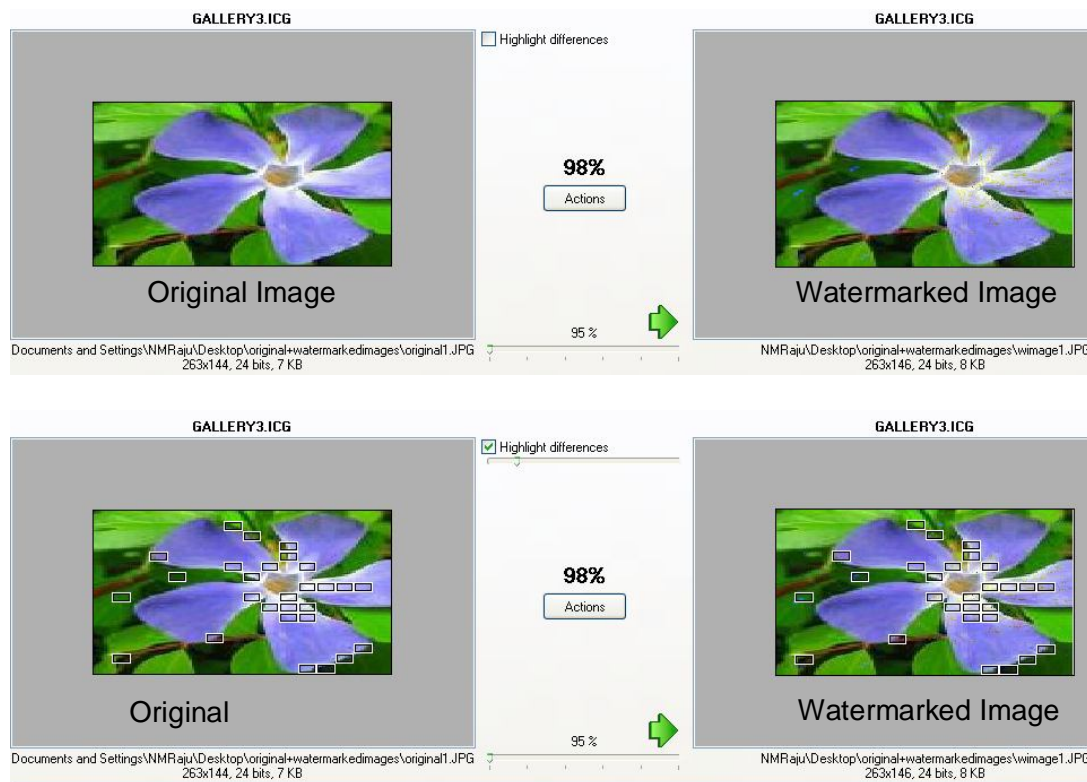 GALLERY3.ICG
Highlight differences
GALLERY3.ICG
98%
Actions
Original Image
Watermarked Image
95 %
Documents and Settings\NMRaju\Desktop\original+watermarkedimages\original1.JPG
263x144, 24 bits, 7 KB
NMRaju\Desktop\original+watermarkedimages\wimage1.JPG
263x146, 24 bits, 8 KB
GALLERY3.ICG
Highlight differences
GALLERY3.ICG
98%
Actions
Original
Watermarked Image
95 %
Documents and Settings\NMRaju\Desktop\original+watermarkedimages\original1.JPG
263x144, 24 bits, 7 KB
NMRaju\Desktop\original+watermarkedimages\wimage1.JPG
263x146, 24 bits, 8 KB